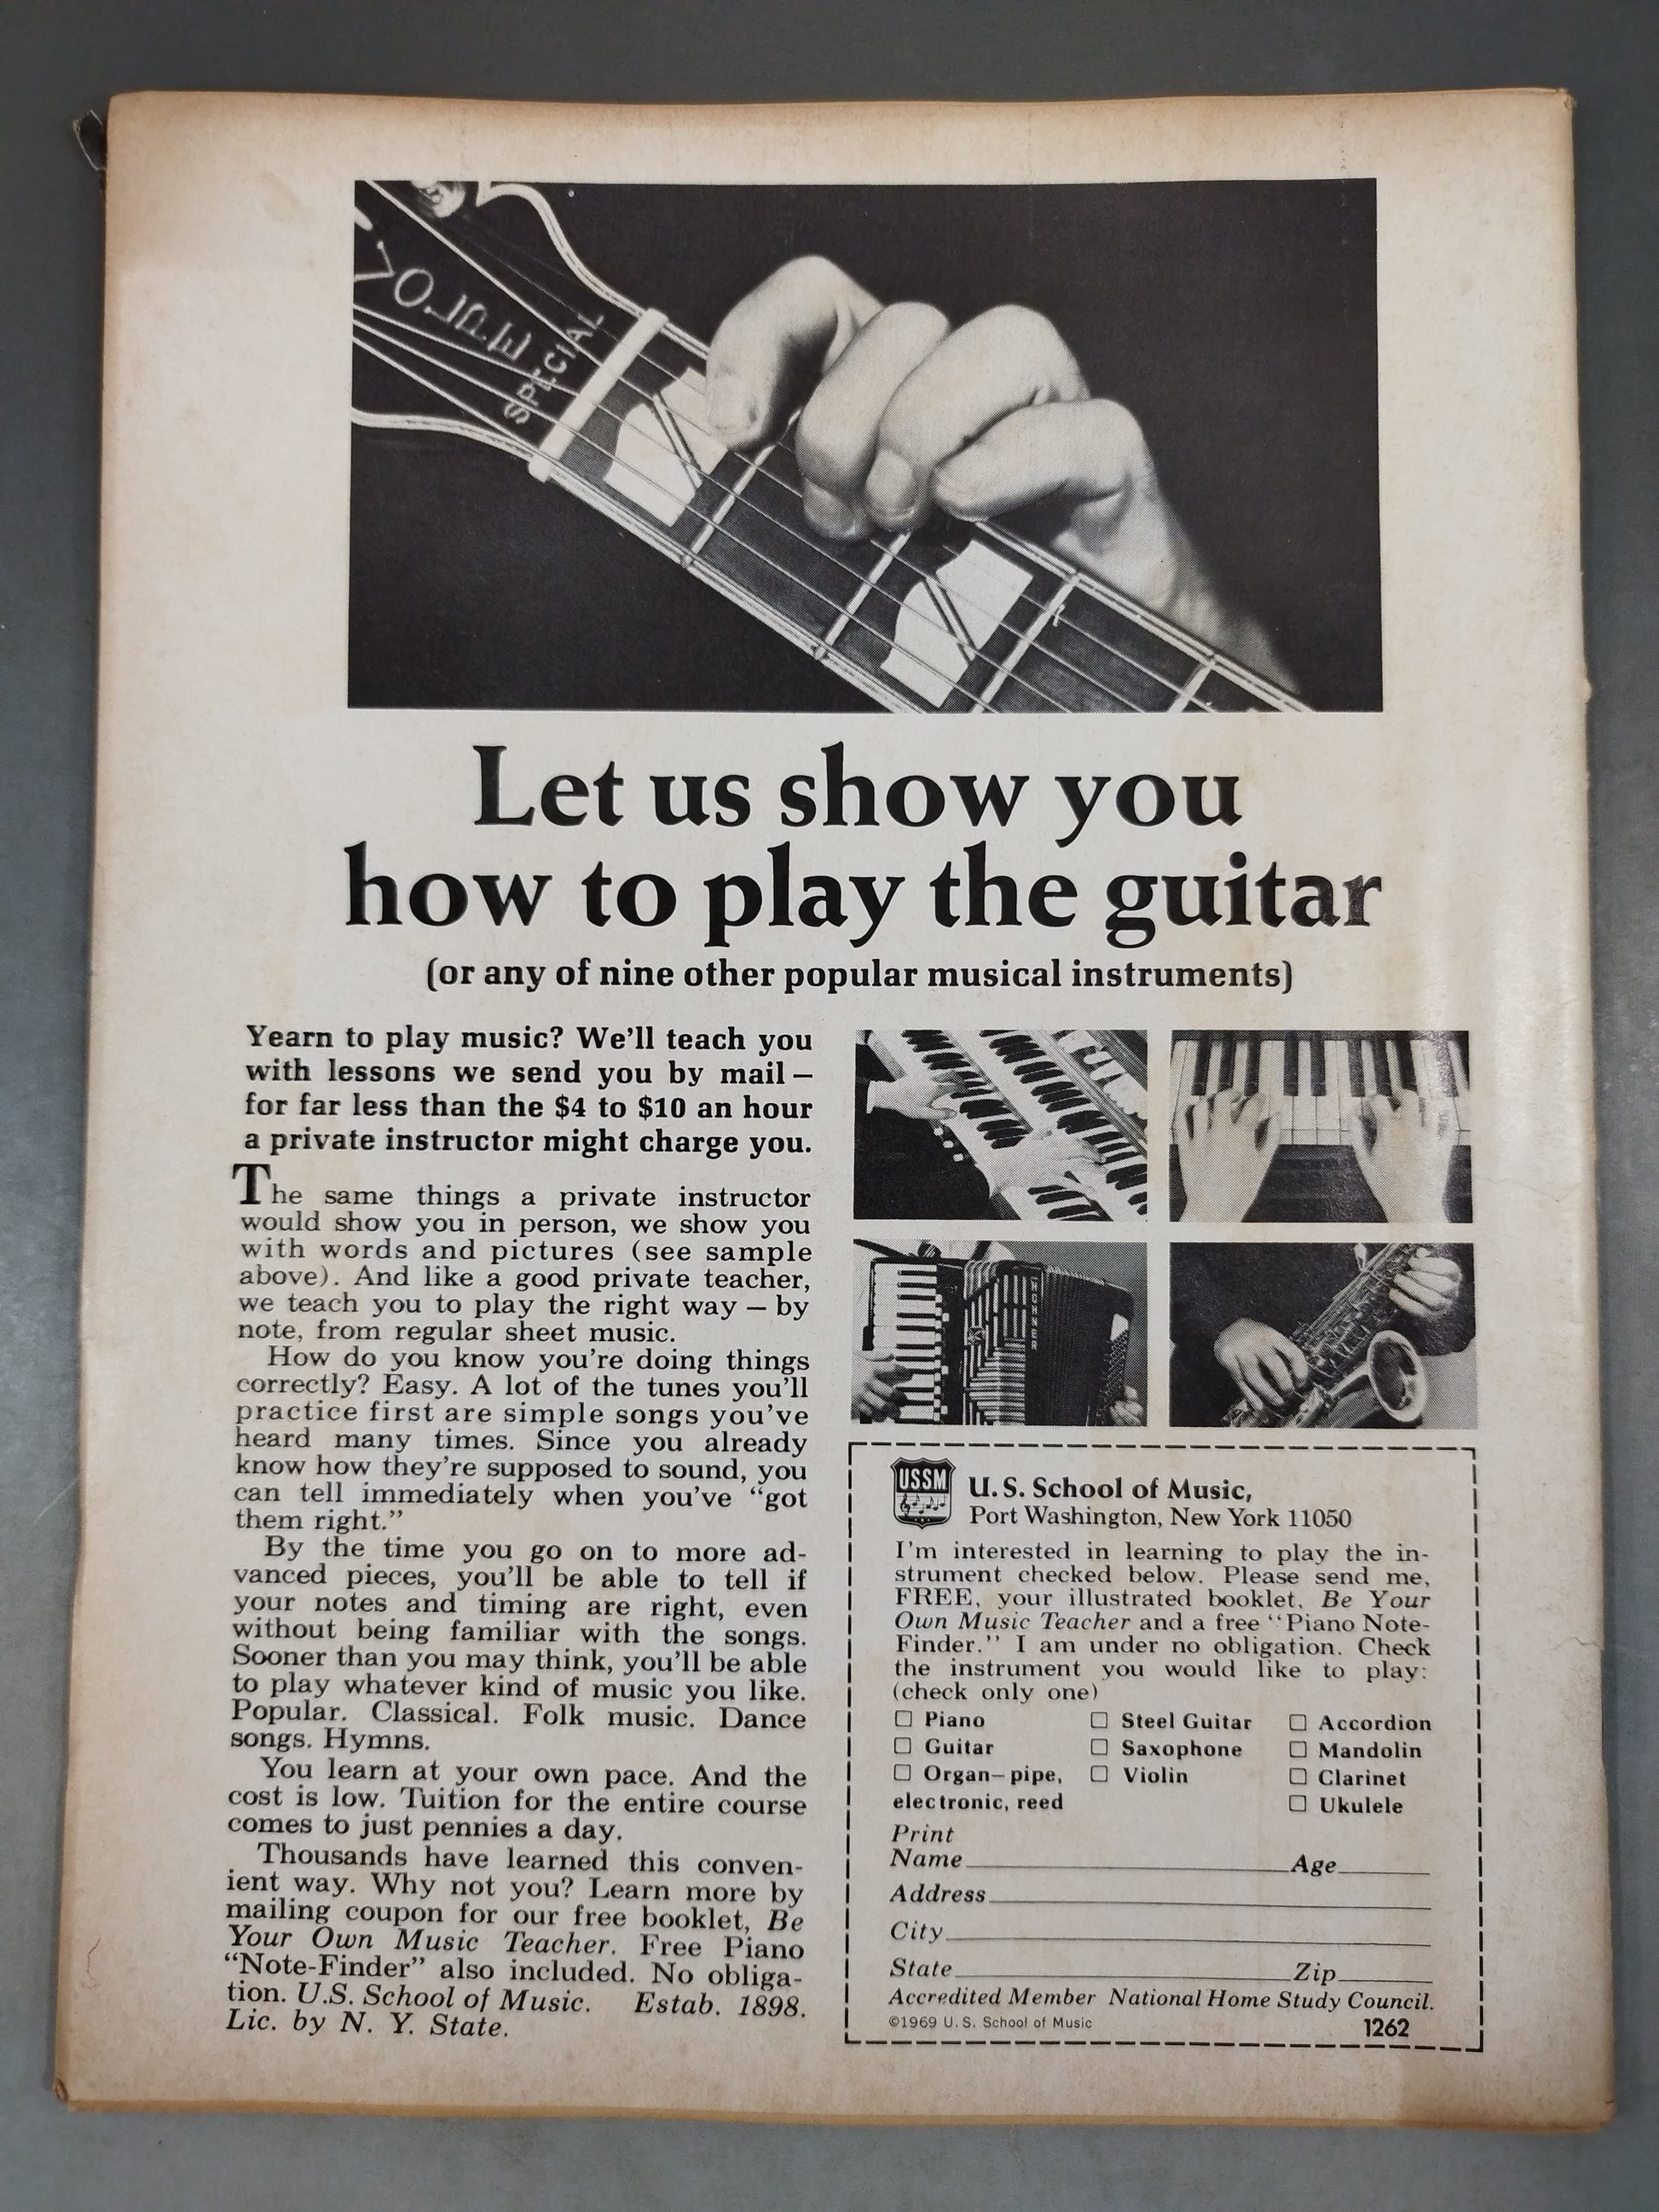 SPECIAL
Let us show you
how to play the guitar
(or any of nine other popular musical instruments)
Yearn to play music? We'll teach you
with lessons we send you by mail –
for far less than the $4 to $10 an hour
a private instructor might charge you.
The same things a private instructor
would show you in person, we show you
with words and pictures (see sample
above). And like a good private teacher,
we teach you to play the right way – by
note, from regular sheet music.
How do you know you're doing things
correctly? Easy. A lot of the tunes you'll
practice first are simple songs you've
heard many times. Since you already
know how they're supposed to sound, you
can tell immediately when you've “got
them right.”
By the time you go on to more ad-
vanced pieces, you'll be able to tell if
your notes and timing are right, even
without being familiar with the songs.
Sooner than you may think, you'll be able
to play whatever kind of music you like.
Popular. Classical. Folk music. Dance
songs. Hymns.
You learn at your own pace. And the
cost is low. Tuition for the entire course
comes to just pennies a day.
Thousands have learned this conven-
ient way. Why not you? Learn more by
mailing coupon for our free booklet, Be
Your Own Music Teacher. Free Piano
“Note-Finder” also included. No obliga-
tion. U.S. School of Music. Estab. 1898.
Lic. by N. Y. State.
HOHNER
USSM
U.S. School of Music,
Port Washington, New York 11050
I'm interested in learning to play the in-
strument checked below. Please send me,
FREE, your illustrated booklet, Be Your
Own Music Teacher and a free “Piano Note-
Finder.” I am under no obligation. Check
the instrument you would like to play:
(check only one)
☐ Piano ☐ Steel Guitar ☐ Accordion
☐ Guitar ☐ Saxophone ☐ Mandolin
☐ Organ–pipe, ☐ Violin ☐ Clarinet
electronic, reed ☐ Ukulele
Print
Name Age
Address
City
State Zip
Accredited Member National Home Study Council.
©1969 U.S. School of Music 1262